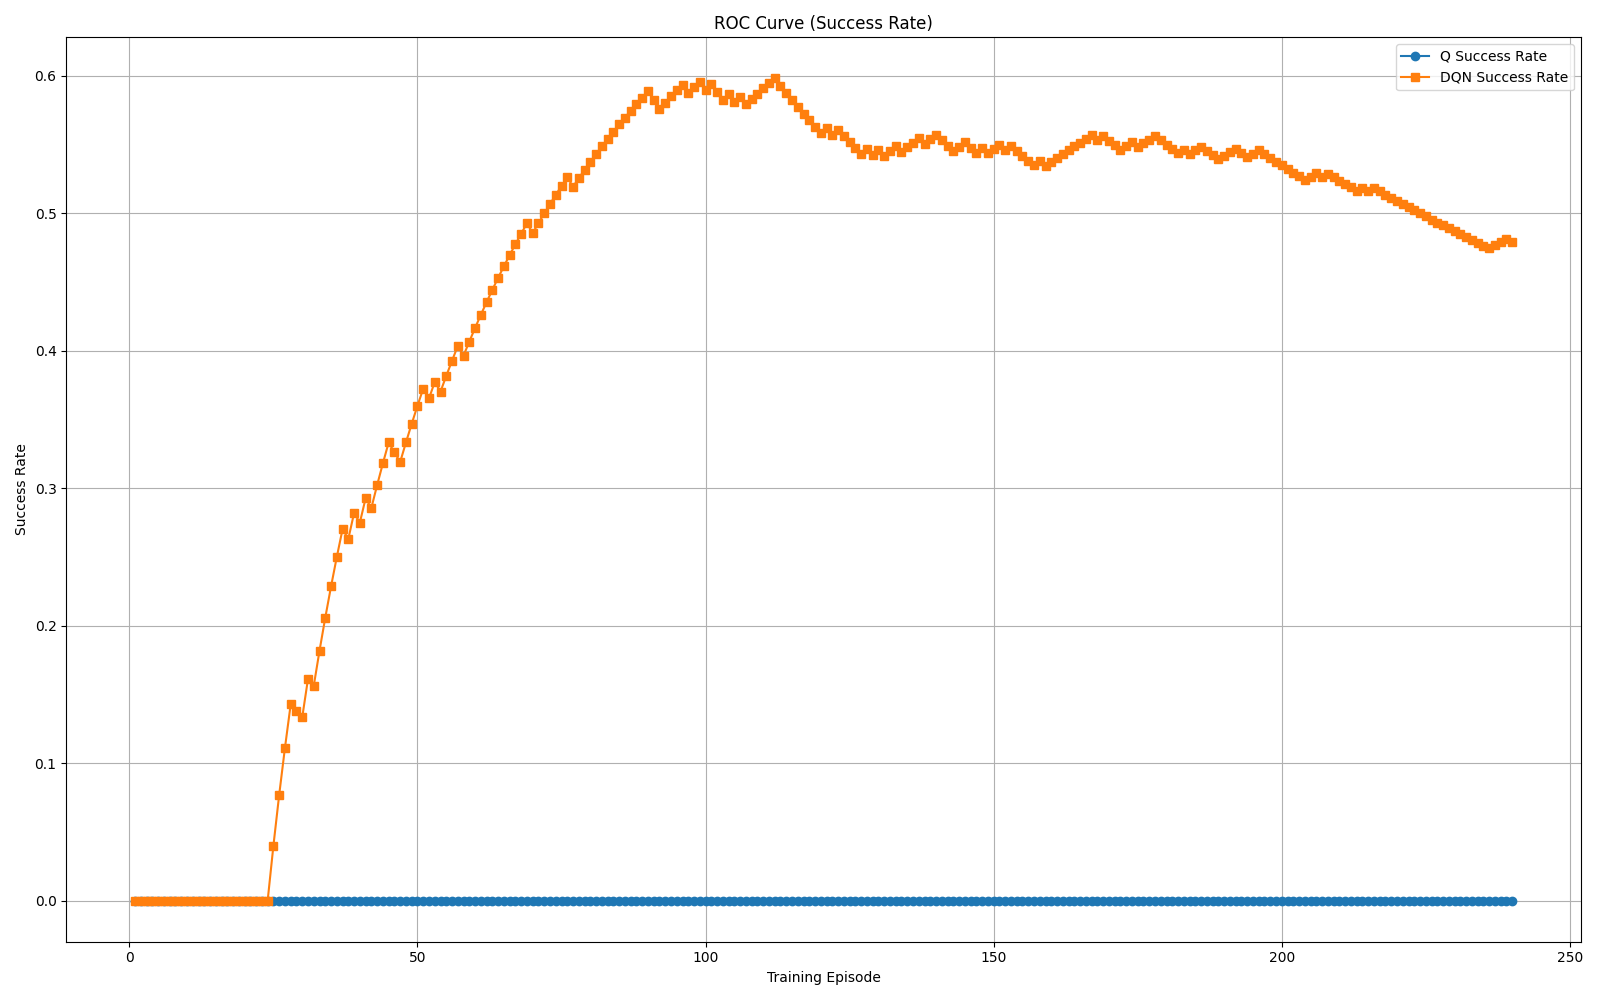 ROC Curve (Success Rate)
Q Success Rate
DQN Success Rate
Success Rate
0.6
0.5
0.4
0.3
0.2
0.1
0.0
0 50 100 150 200 250
Training Episode